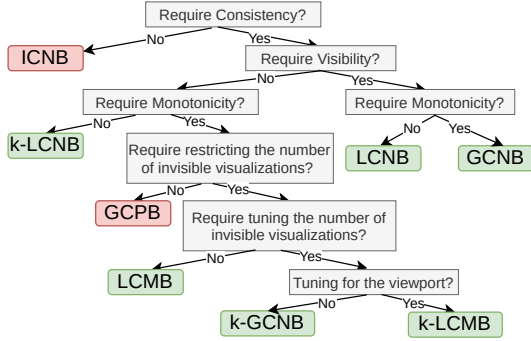 Require Consistency?
No
Yes
ICNB
Require Visibility?
No
Yes
Require Monotonicity?
Require Monotonicity?
No
Yes
No
Yes
k-LCNB
Require restricting the number
of invisible visualizations?
LCNB
GCNB
No
Yes
GCPB
Require tuning the number of
invisible visualizations?
No
Yes
LCMB
Tuning for the viewport?
No
Yes
k-GCNB
k-LCMB